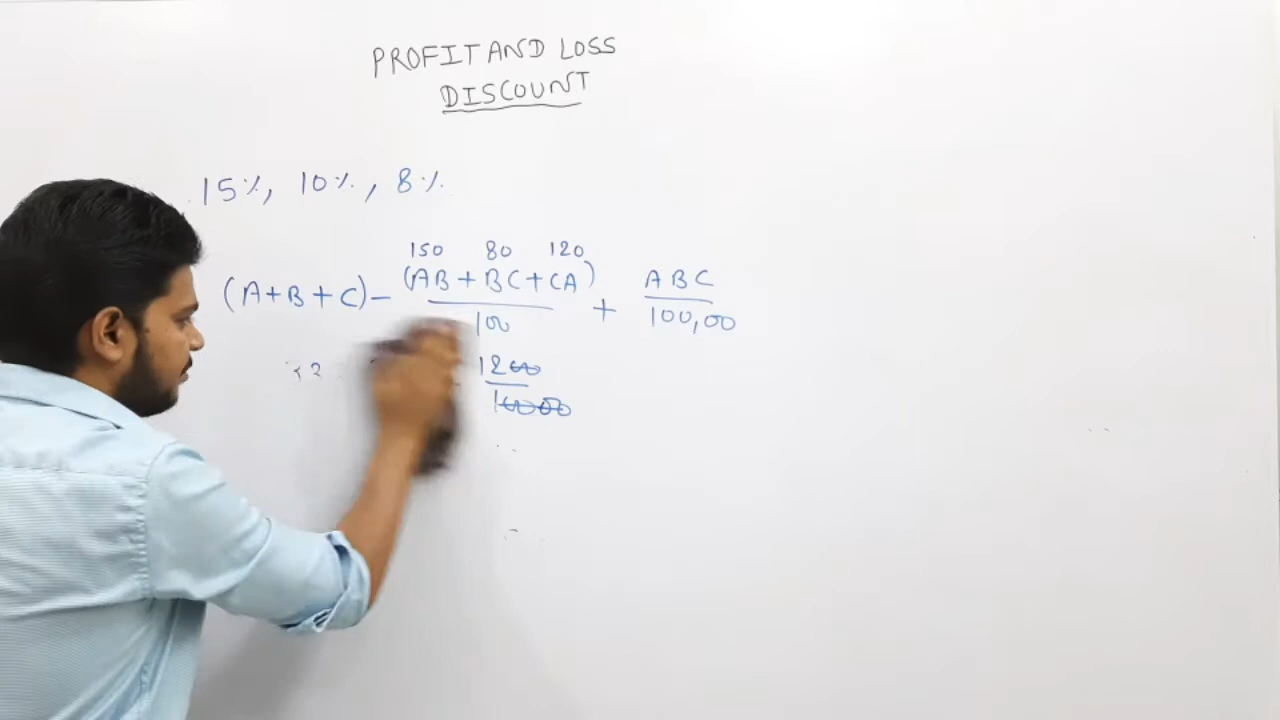 PROFIT AND LOSS
DISCOUNT
15%, 10%, 8%
150 80 120
(A+B+C) - (AB+BC+CA) + ABC
100 100,00
1200
10000